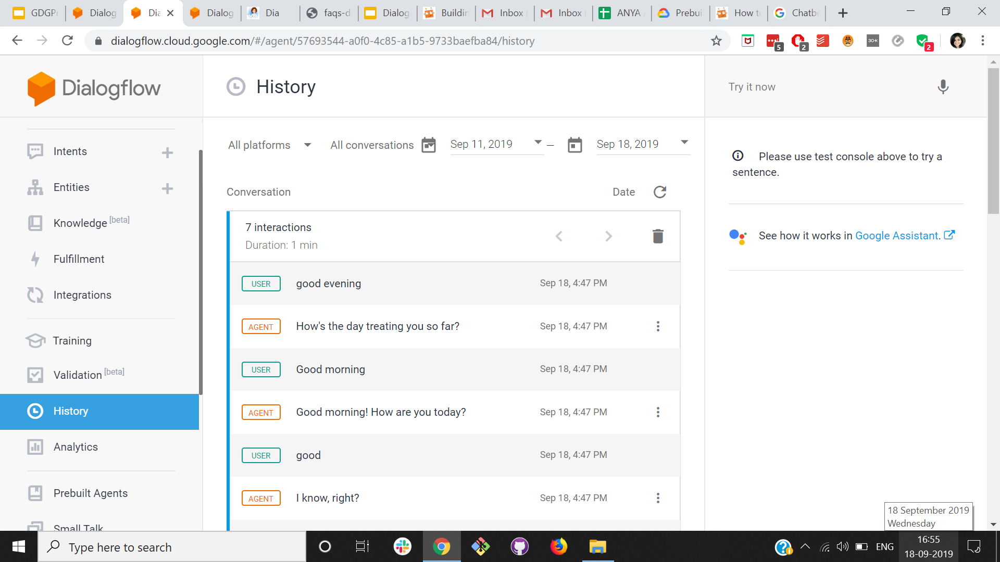 GDGPr
Dialog
Dia
Dialog
Dia
faqs-d
Dialog
Buildin
Inbox
Inbox
ANYA
Prebui
How to
Chatb
dialogflow.cloud.google.com/#/agent/57693544-a0f0-4c85-a1b5-9733baefba84/history
5
2
30K
2
Dialogflow
History
Try it now
Intents
Entities
Knowledge [beta]
Fulfillment
Integrations
Training
Validation [beta]
History
Analytics
Prebuilt Agents
Small Talk
All platforms
All conversations
Sep 11, 2019
–
Sep 18, 2019
Conversation
Date
7 interactions
Duration: 1 min
USER good evening Sep 18, 4:47 PM
AGENT How's the day treating you so far? Sep 18, 4:47 PM
USER Good morning Sep 18, 4:47 PM
AGENT Good morning! How are you today? Sep 18, 4:47 PM
USER good Sep 18, 4:47 PM
AGENT I know, right? Sep 18, 4:47 PM
Please use test console above to try a
sentence.
See how it works in Google Assistant.
18 September 2019
Wednesday
Type here to search
ENG
16:55
18-09-2019